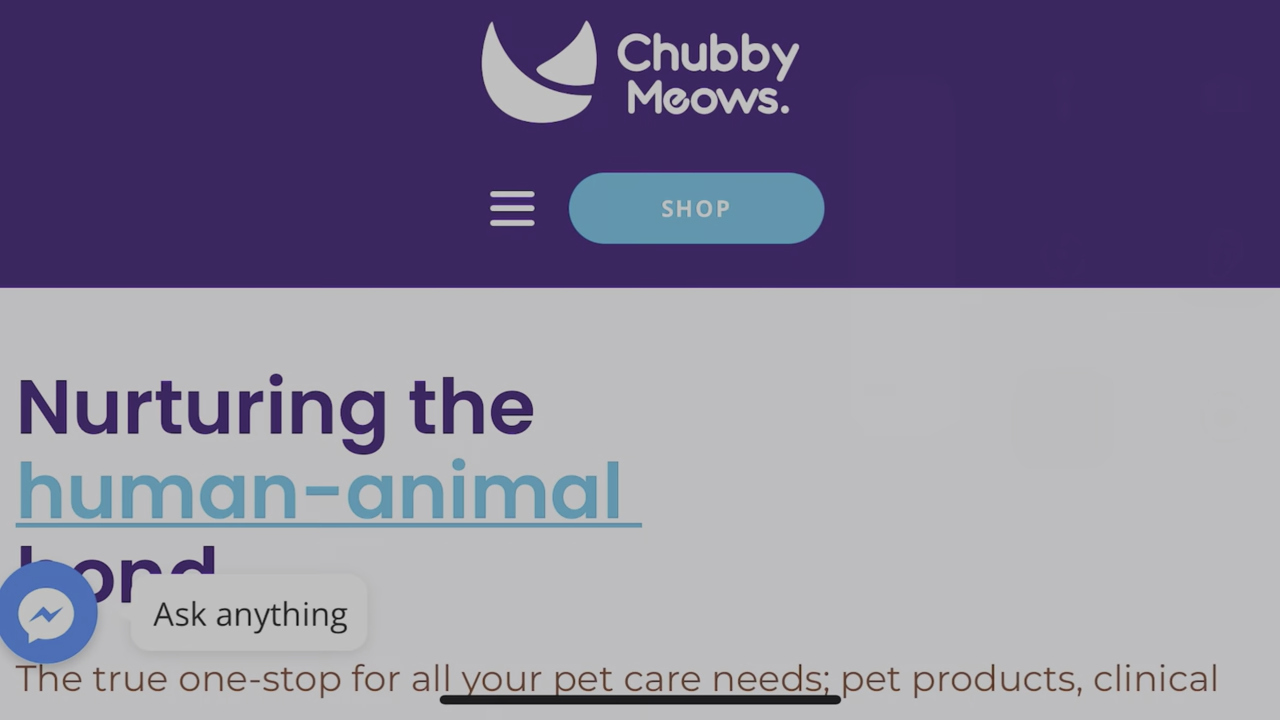 Chubby
Meows.
SHOP
Nurturing the
human-animal
bond
Ask anything
The true one-stop for all your pet care needs; pet products, clinical